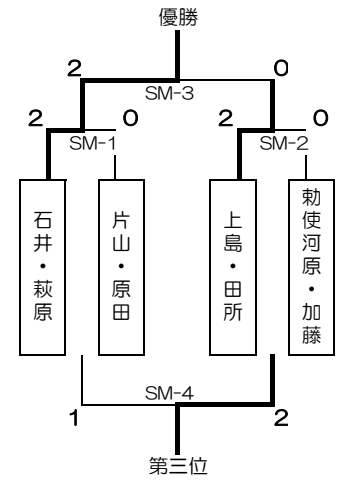 優勝
2 0
SM-3
2 0 2 0
SM-1 SM-2
石井・萩原
片山・原田
上島・田所
勅使河原・加藤
SM-4
1 2
第三位